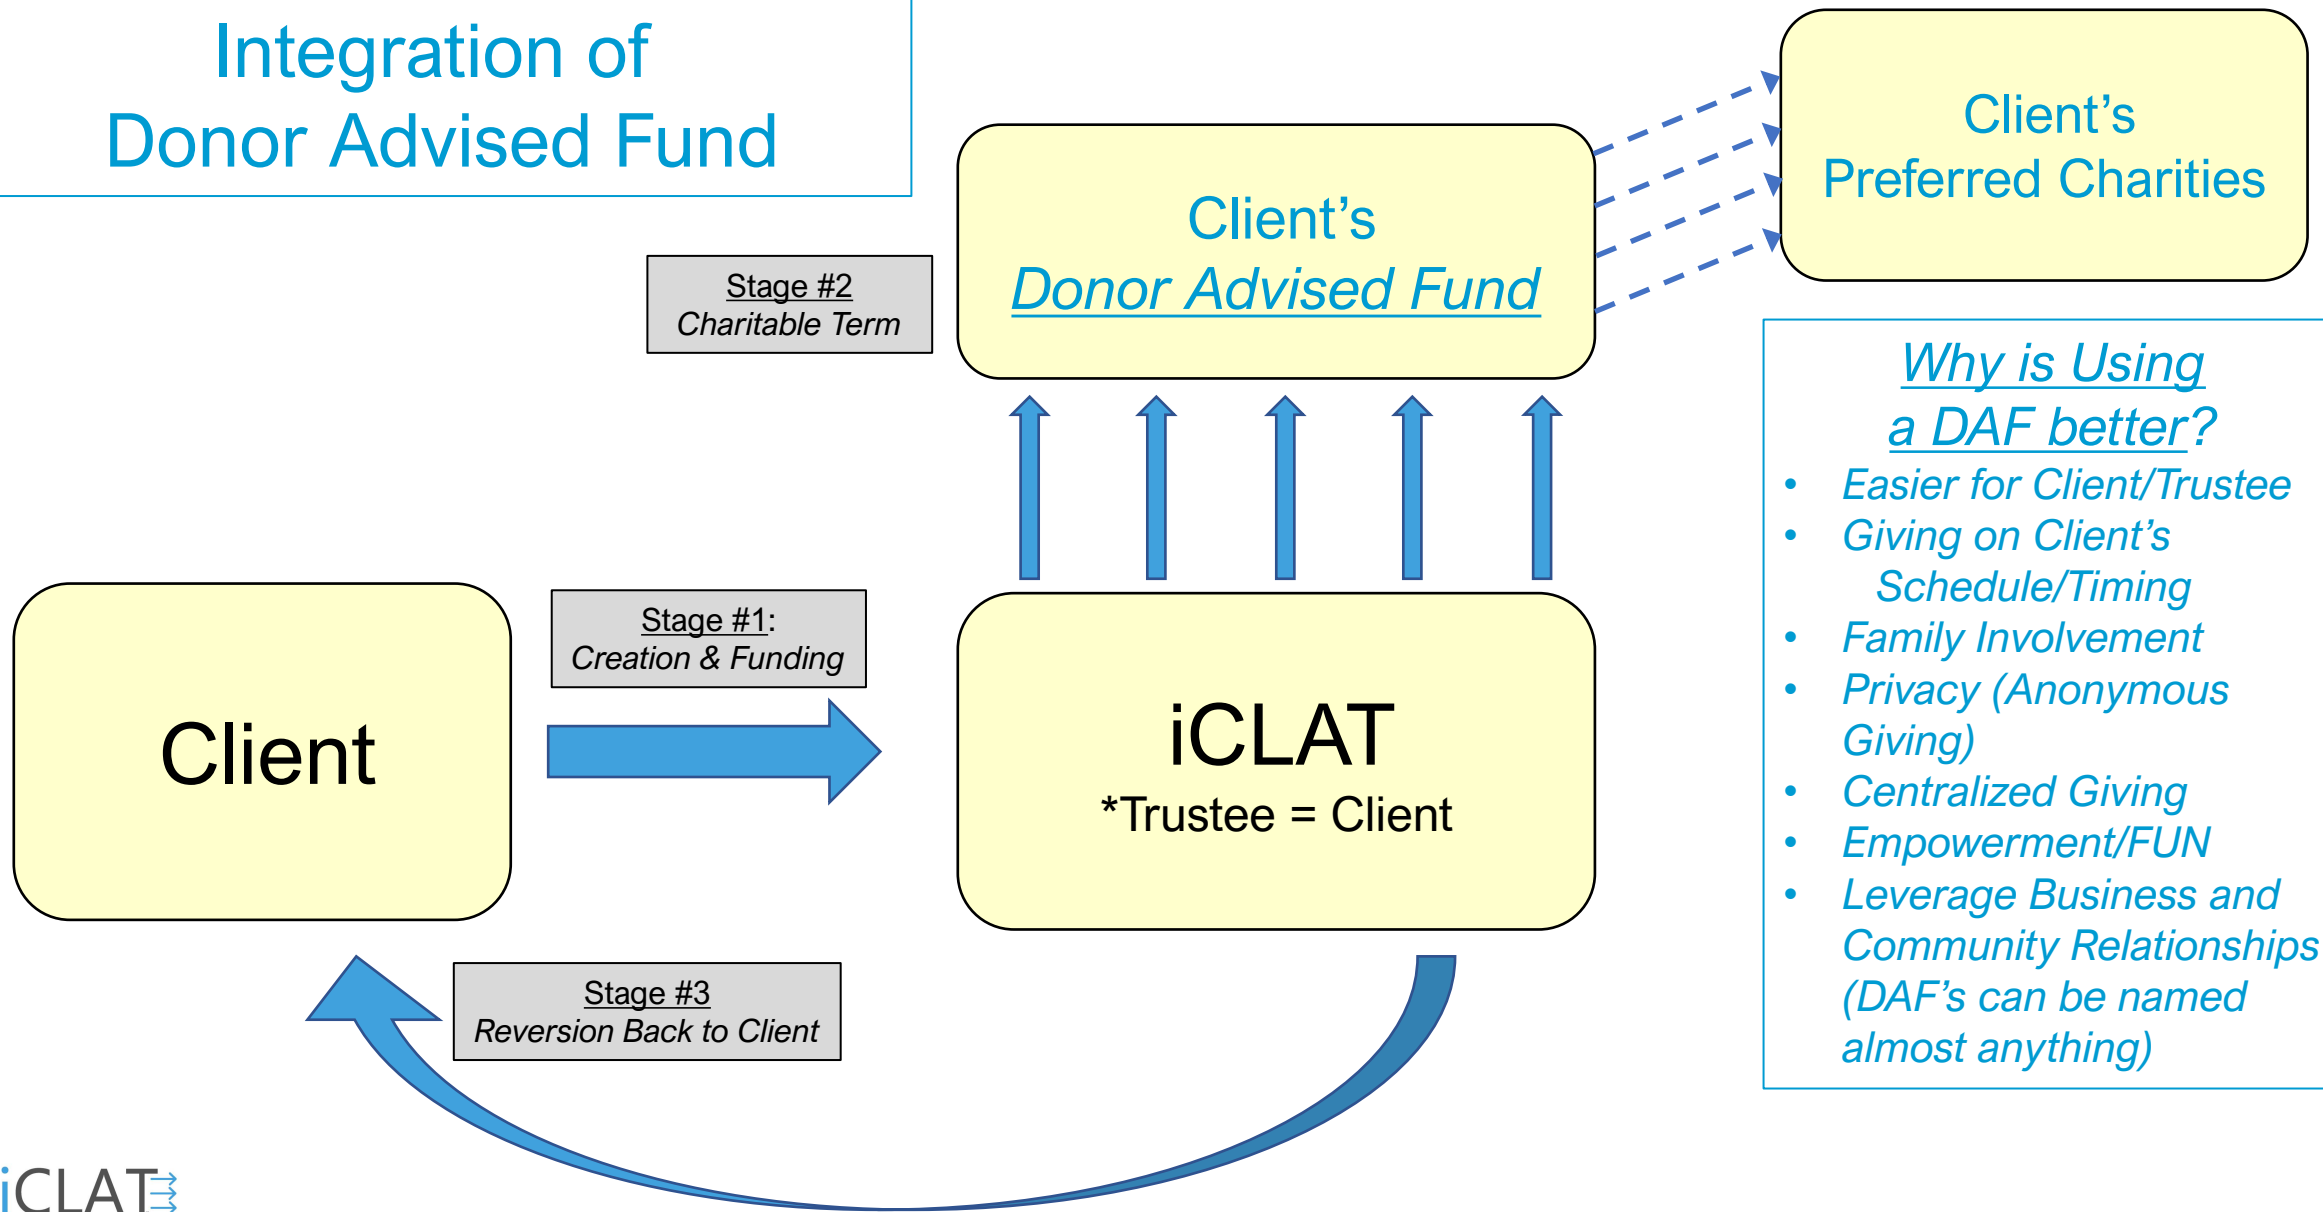 Integration of
Donor Advised Fund
Client’s
Preferred Charities
Client’s
Donor Advised Fund
Stage #2
Charitable Term
Why is Using
a DAF better?
• Easier for Client/Trustee
• Giving on Client’s
Schedule/Timing
• Family Involvement
• Privacy (Anonymous
Giving)
• Centralized Giving
• Empowerment/FUN
• Leverage Business and
Community Relationships
(DAF’s can be named
almost anything)
Stage #1:
Creation & Funding
Client
iCLAT
*Trustee = Client
Stage #3
Reversion Back to Client
iCLAT